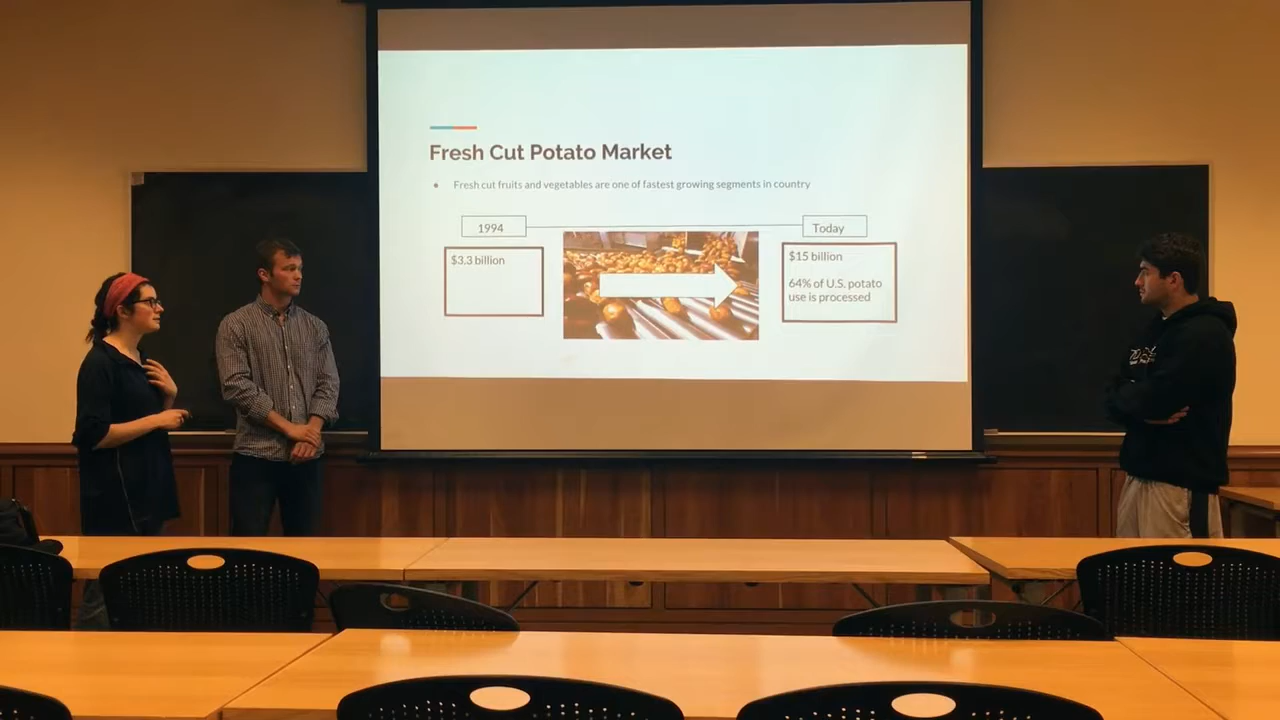 Fresh Cut Potato Market
● Fresh cut fruits and vegetables are one of fastest growing segments in country
1994
Today
$3.3 billion
$15 billion
64% of U.S. potato
use is processed